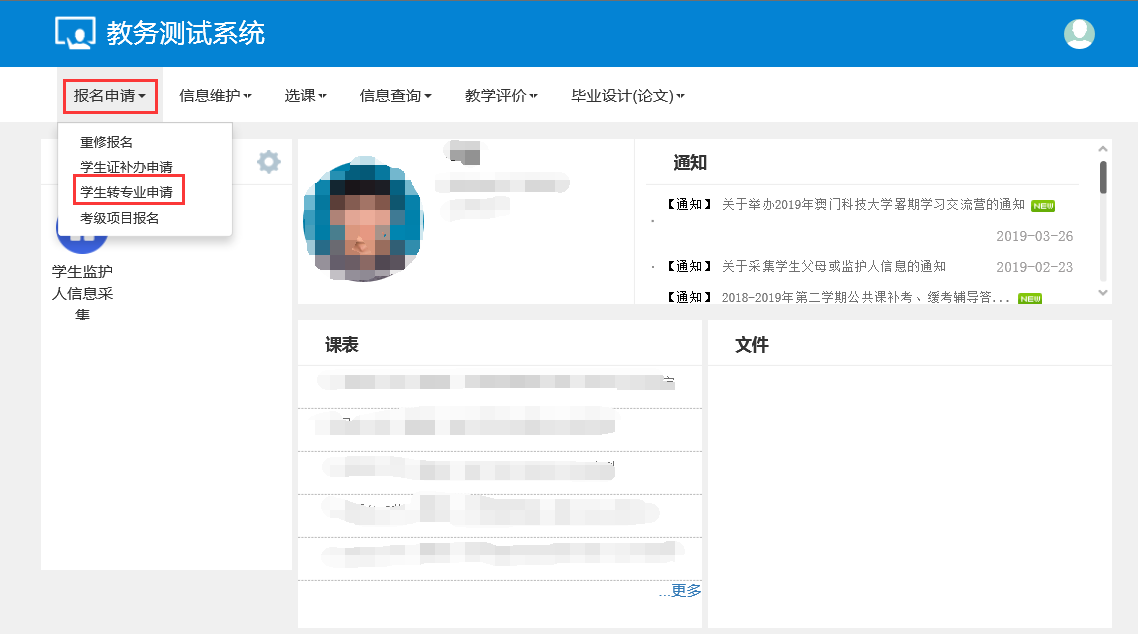 教务测试系统
报名申请 信息维护 选课 信息查询 教学评价 毕业设计(论文)
重修报名
学生证补办申请
学生转专业申请
考级项目报名
学生监护
人信息采
集
通知
【通知】 关于举办2019年澳门科技大学暑期学习交流营的通知 NEW
2019-03-26
· 【通知】 关于采集学生父母或监护人信息的通知 2019-02-23
【通知】 2018-2019年第二学期公共课补考、缓考辅导答... NEW
课表
...更多
文件